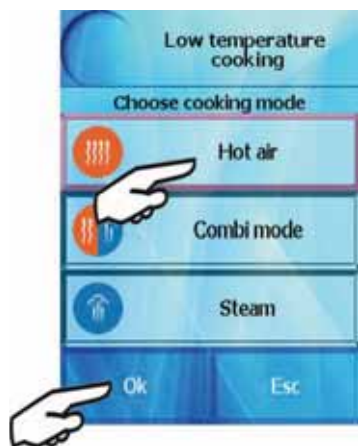 Low temperature
cooking
Choose cooking mode
Hot air
Combi mode
Steam
Ok Esc